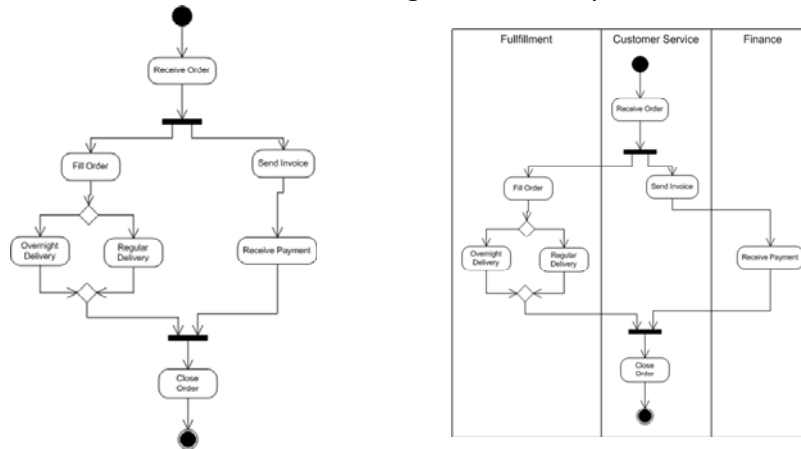 Receive Order
Fill Order
Send Invoice
Overnight
Delivery
Regular
Delivery
Receive Payment
Close
Order
Fullfillment
Customer Service
Finance
Receive Order
Fill Order
Send Invoice
Overnight
Delivery
Regular
Delivery
Receive Payment
Close
Order